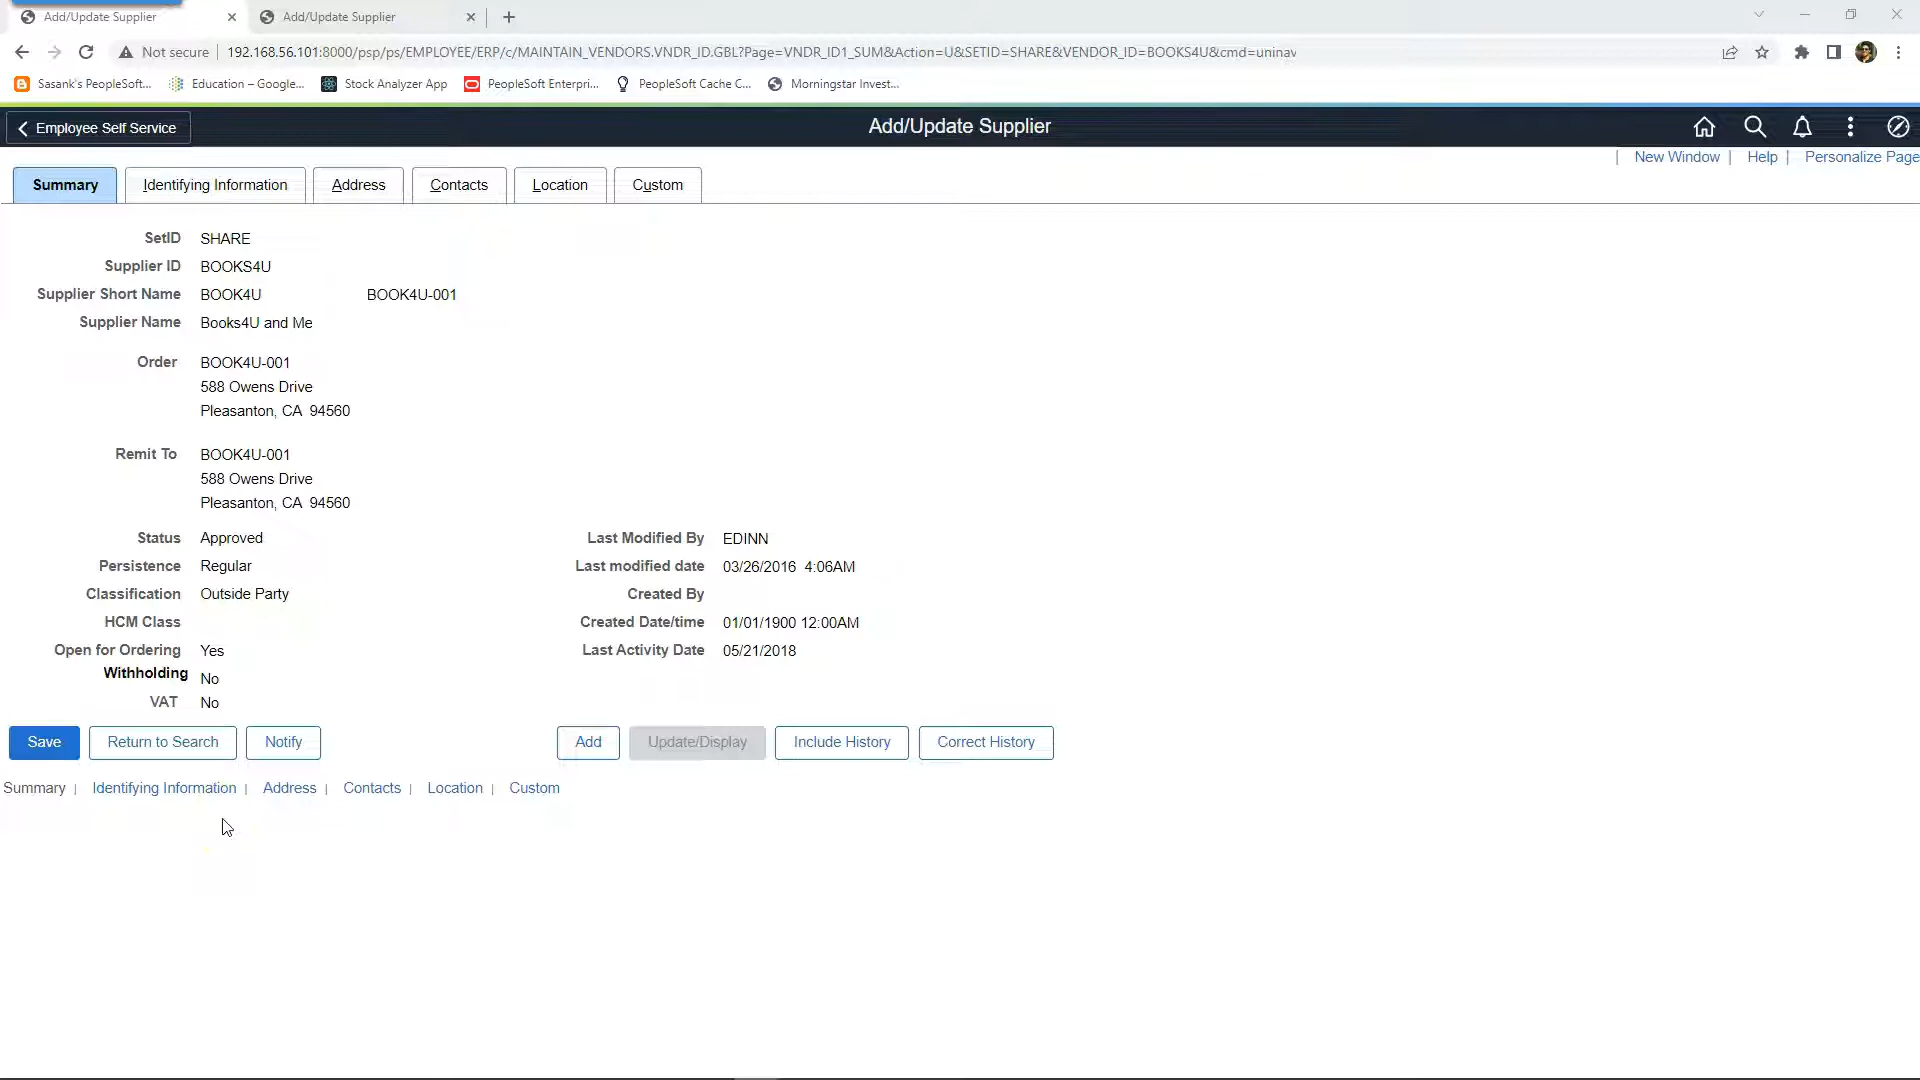 Add/Update Supplier
Add/Update Supplier
Not secure 192.168.56.101:8000/psp/ps/EMPLOYEE/ERP/c/MAINTAIN_VENDORS.VNDR_ID.GBL?Page=VNDR_ID1_SUM&Action=U&SETID=SHARE&VENDOR_ID=BOOKS4U&cmd=uninav
Sasank's PeopleSoft... Education – Google... Stock Analyzer App PeopleSoft Enterpri... PeopleSoft Cache C... Morningstar Invest...
Employee Self Service Add/Update Supplier
| New Window | Help | Personalize Page
Summary Identifying Information Address Contacts Location Custom
SetID SHARE
Supplier ID BOOKS4U
Supplier Short Name BOOK4U BOOK4U-001
Supplier Name Books4U and Me
Order BOOK4U-001
588 Owens Drive
Pleasanton, CA 94560
Remit To BOOK4U-001
588 Owens Drive
Pleasanton, CA 94560
Status Approved Last Modified By EDINN
Persistence Regular Last modified date 03/26/2016 4:06AM
Classification Outside Party Created By
HCM Class Created Date/time 01/01/1900 12:00AM
Open for Ordering Yes Last Activity Date 05/21/2018
Withholding No
VAT No
Save Return to Search Notify Add Update/Display Include History Correct History
Summary | Identifying Information | Address | Contacts | Location | Custom